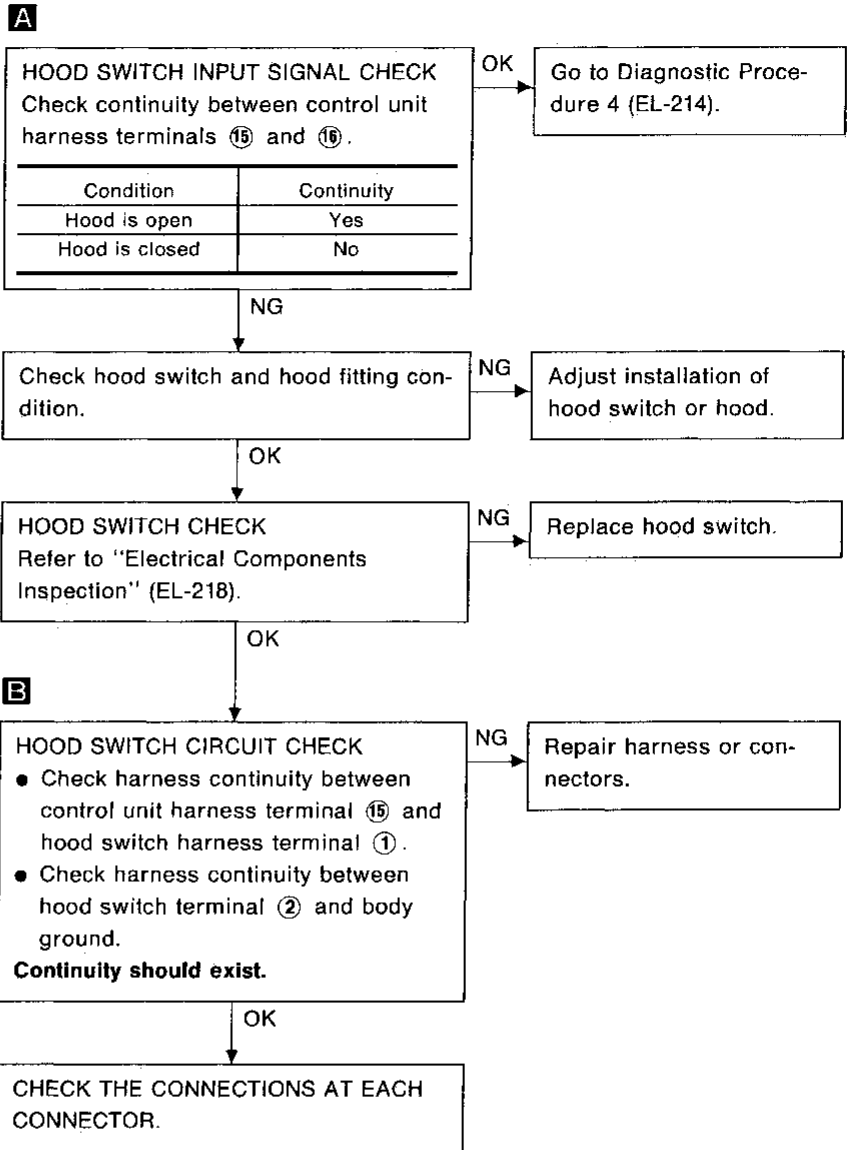 A
HOOD SWITCH INPUT SIGNAL CHECK
Check continuity between control unit
harness terminals ⑮ and ⑯.
Condition Continuity
Hood is open Yes
Hood is closed No
OK
Go to Diagnostic Proce-
dure 4 (EL-214).
NG
Check hood switch and hood fitting con-
dition.
NG
Adjust installation of
hood switch or hood.
OK
HOOD SWITCH CHECK
Refer to "Electrical Components
Inspection" (EL-218).
NG
Replace hood switch.
OK
B
HOOD SWITCH CIRCUIT CHECK
● Check harness continuity between
control unit harness terminal ⑮ and
hood switch harness terminal ①.
● Check harness continuity between
hood switch terminal ② and body
ground.
Continuity should exist.
NG
Repair harness or con-
nectors.
OK
CHECK THE CONNECTIONS AT EACH
CONNECTOR.